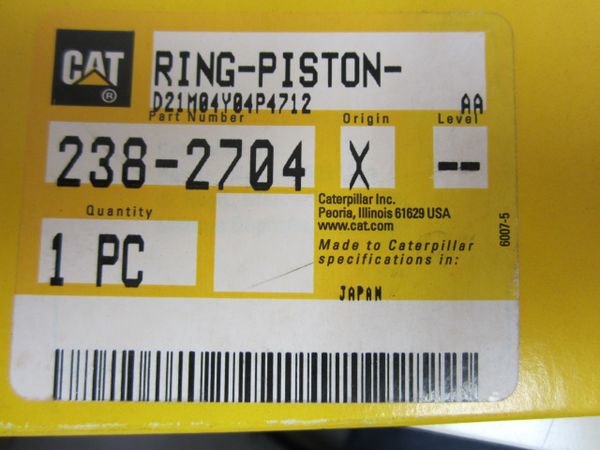 CAT®
RING-PISTON-
D21M04Y04P4712 AA
Part Number Origin Level
238-2704 X --
Quantity
1 PC
Caterpillar Inc.
Peoria, Illinois 61629 USA
www.cat.com
Made to Caterpillar
specifications in:
JAPAN
6007-5